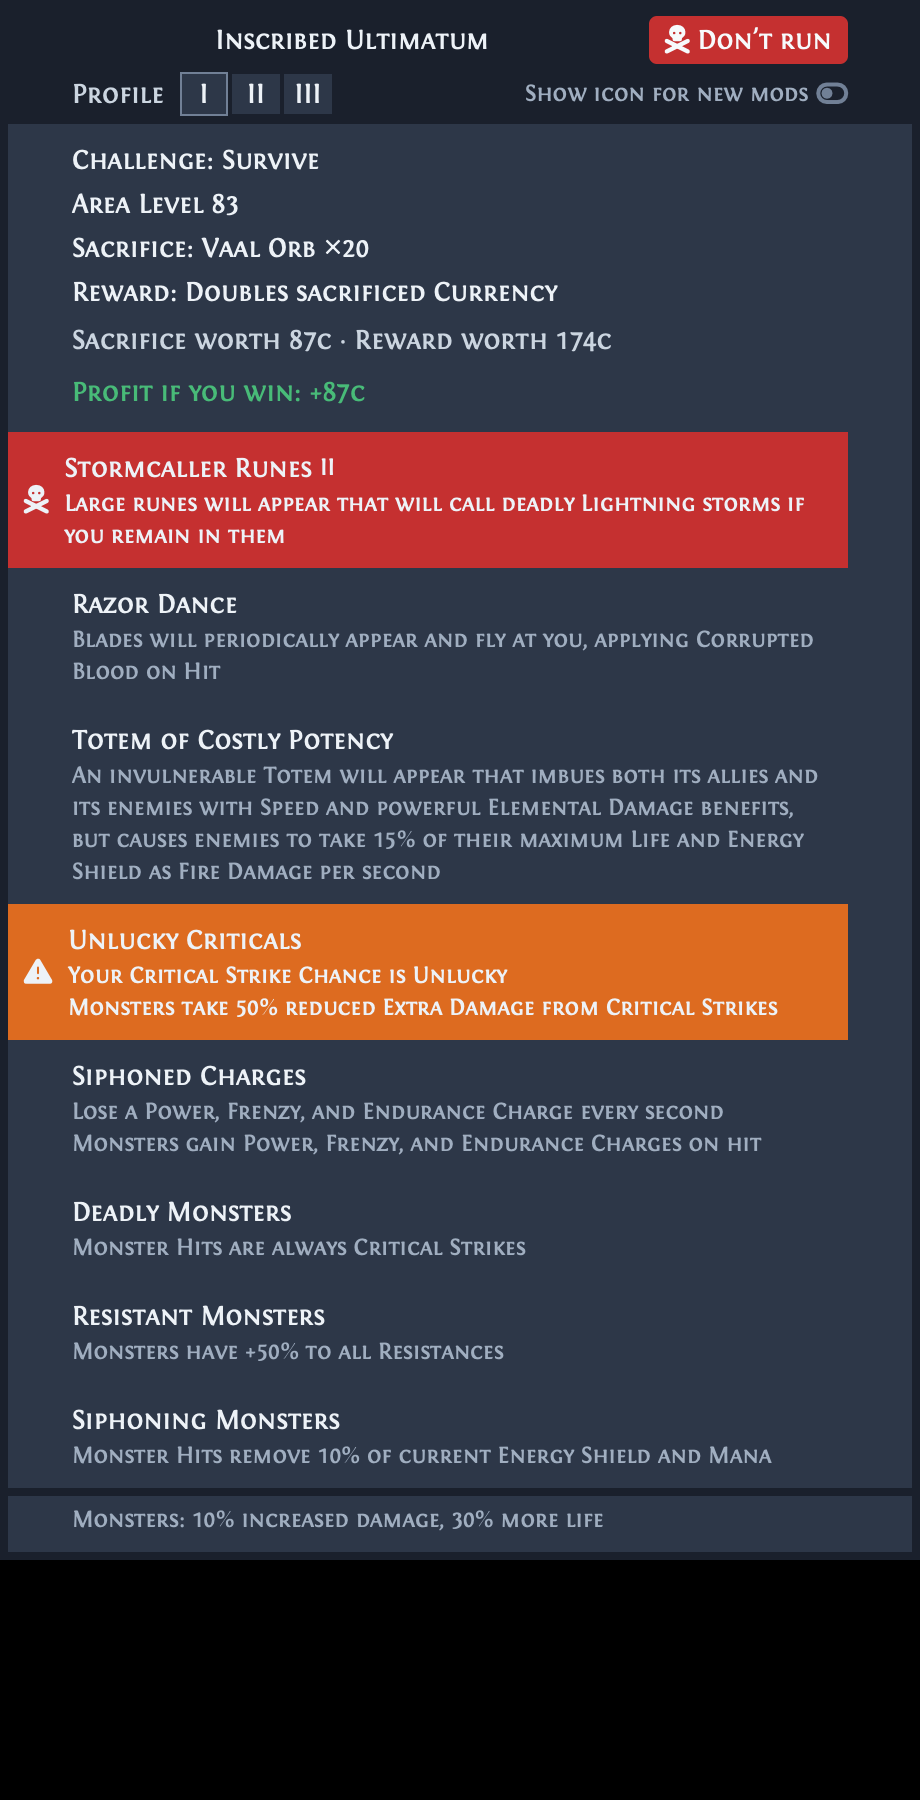 Inscribed Ultimatum
Don't run
Profile I II III
Show icon for new mods
Challenge: Survive
Area Level 83
Sacrifice: Vaal Orb ×20
Reward: Doubles sacrificed Currency
Sacrifice worth 87c · Reward worth 174c
Profit if you win: +87c
Stormcaller Runes II
Large runes will appear that will call deadly Lightning storms if
you remain in them
Razor Dance
Blades will periodically appear and fly at you, applying Corrupted
Blood on Hit
Totem of Costly Potency
An invulnerable Totem will appear that imbues both its allies and
its enemies with Speed and powerful Elemental Damage benefits,
but causes enemies to take 15% of their maximum Life and Energy
Shield as Fire Damage per second
Unlucky Criticals
Your Critical Strike Chance is Unlucky
Monsters take 50% reduced Extra Damage from Critical Strikes
Siphoned Charges
Lose a Power, Frenzy, and Endurance Charge every second
Monsters gain Power, Frenzy, and Endurance Charges on hit
Deadly Monsters
Monster Hits are always Critical Strikes
Resistant Monsters
Monsters have +50% to all Resistances
Siphoning Monsters
Monster Hits remove 10% of current Energy Shield and Mana
Monsters: 10% increased damage, 30% more life